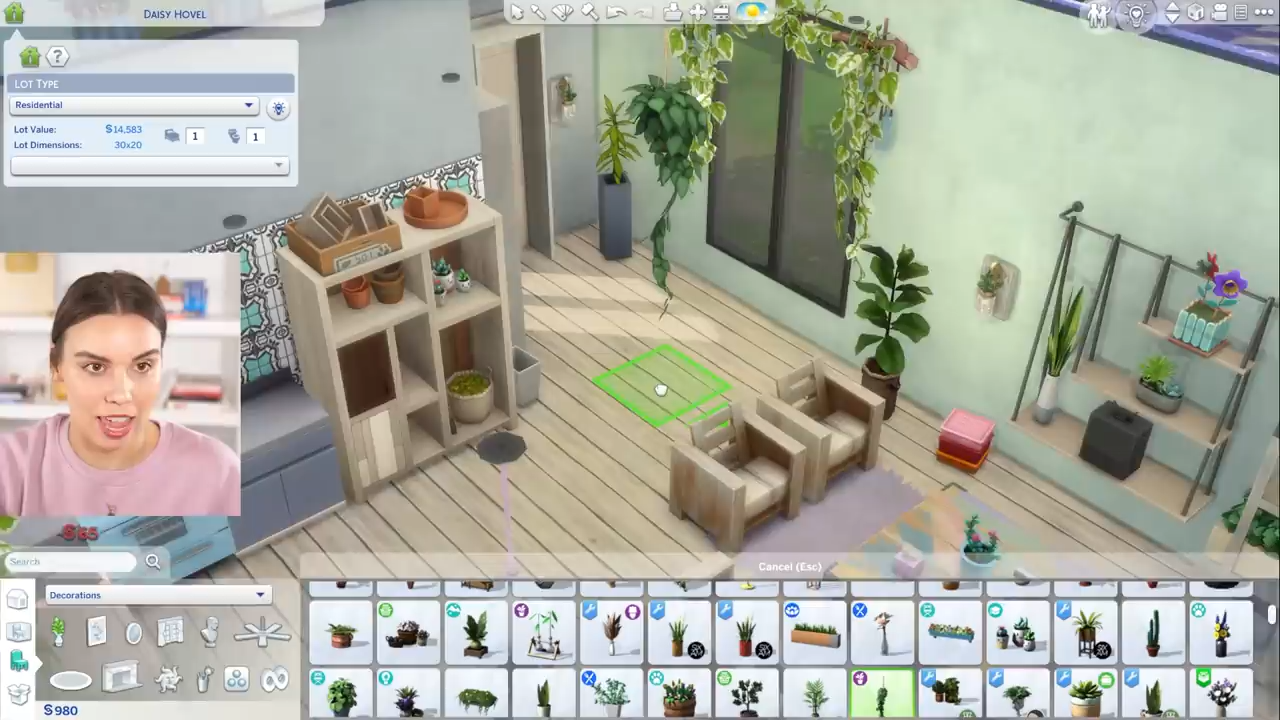 DAISY HOVEL
LOT TYPE
Residential
Lot Value: $14,583 1 1
Lot Dimensions: 30x20
-$65
Search
Cancel (Esc)
Decorations
$980